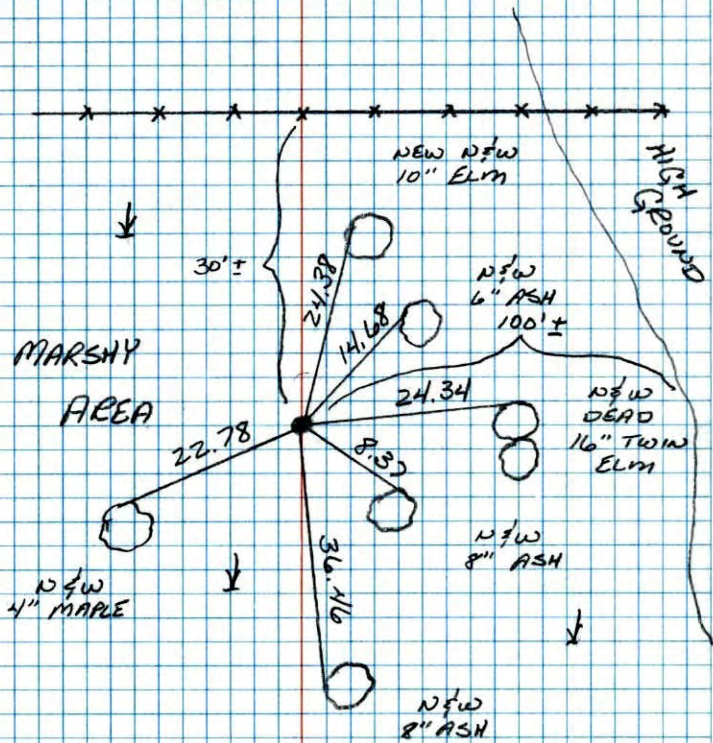 NEW N&W
10" ELM
HIGH
GROUND
30'±
24.38
N&W
6" ASH
100'±
14.68
MARSHY
AREA
24.34
N&W
DEAD
16" TWIN
ELM
22.78
8.37
N&W
8" ASH
36.46
N&W
4" MAPLE
N&W
8" ASH